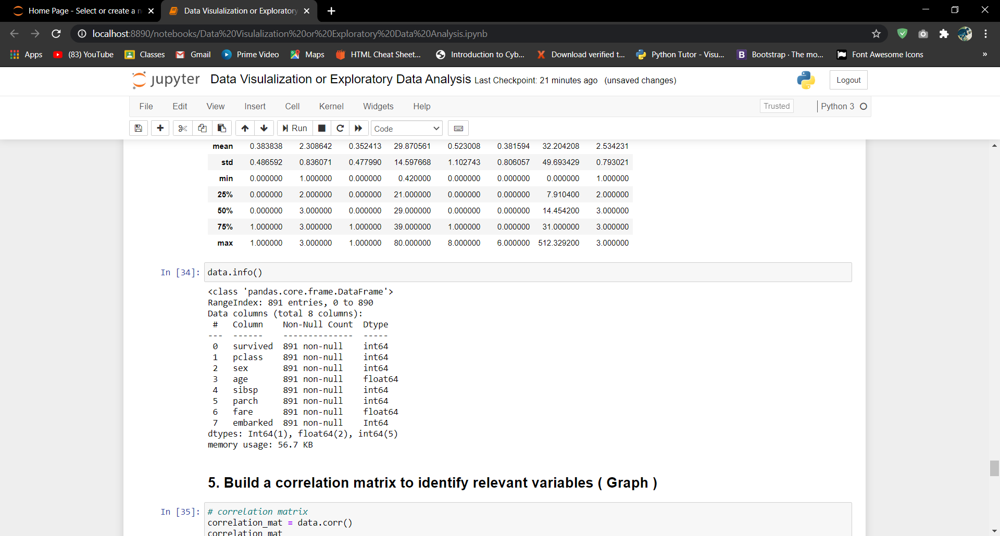 Home Page - Select or create a n
Data Visulalization or Exploratory
localhost:8890/notebooks/Data%20Visulalization%20or%20Exploratory%20Data%20Analysis.ipynb
Apps (83) YouTube Classes Gmail Prime Video Maps HTML Cheat Sheet... Introduction to Cyb... Download verified t... Python Tutor - Visu... Bootstrap · The mo... Font Awesome Icons »
jupyter Data Visulalization or Exploratory Data Analysis Last Checkpoint: 21 minutes ago (unsaved changes) Logout
File Edit View Insert Cell Kernel Widgets Help Trusted Python 3
Run Code
mean 0.383838 2.308642 0.352413 29.870561 0.523008 0.381594 32.204208 2.534231
std 0.486592 0.836071 0.477990 14.597668 1.102743 0.806057 49.693429 0.793021
min 0.000000 1.000000 0.000000 0.420000 0.000000 0.000000 0.000000 1.000000
25% 0.000000 2.000000 0.000000 21.000000 0.000000 0.000000 7.910400 2.000000
50% 0.000000 3.000000 0.000000 29.000000 0.000000 0.000000 14.454200 3.000000
75% 1.000000 3.000000 1.000000 39.000000 1.000000 0.000000 31.000000 3.000000
max 1.000000 3.000000 1.000000 80.000000 8.000000 6.000000 512.329200 3.000000
In [34]: data.info()
<class 'pandas.core.frame.DataFrame'>
RangeIndex: 891 entries, 0 to 890
Data columns (total 8 columns):
# Column Non-Null Count Dtype
--- ------ -------------- -----
0 survived 891 non-null int64
1 pclass 891 non-null int64
2 sex 891 non-null int64
3 age 891 non-null float64
4 sibsp 891 non-null int64
5 parch 891 non-null int64
6 fare 891 non-null float64
7 embarked 891 non-null Int64
dtypes: Int64(1), float64(2), int64(5)
memory usage: 56.7 KB
5. Build a correlation matrix to identify relevant variables ( Graph )
In [35]: # correlation matrix
correlation_mat = data.corr()
correlation_mat